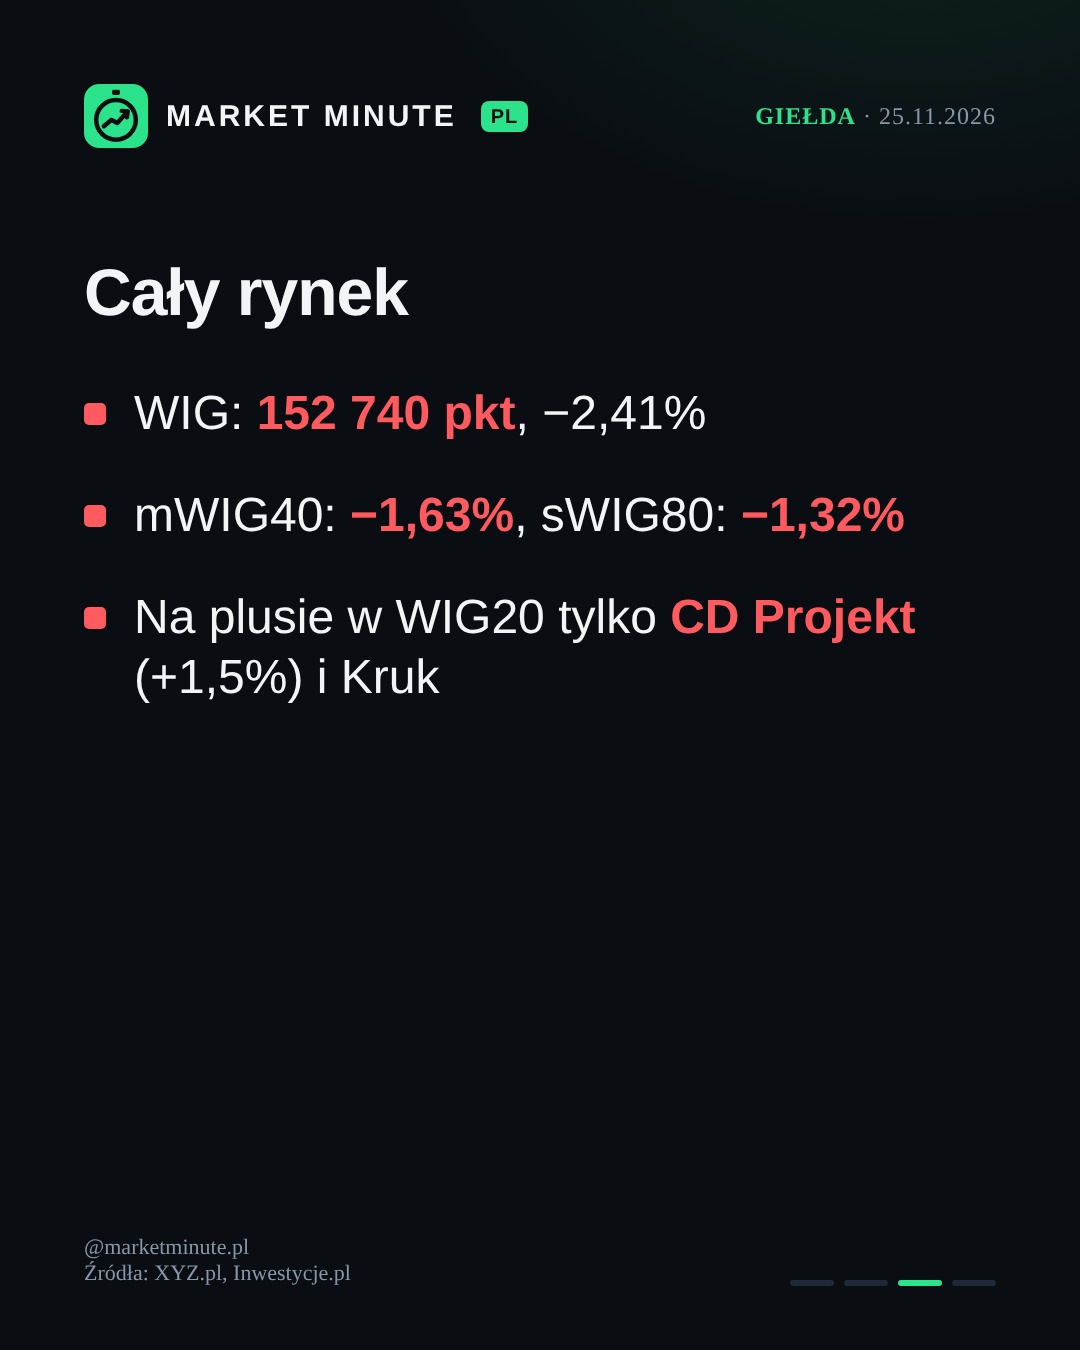 MARKET MINUTE PL
GIEŁDA · 25.11.2026
Cały rynek
WIG: 152 740 pkt, −2,41%
mWIG40: −1,63%, sWIG80: −1,32%
Na plusie w WIG20 tylko CD Projekt
(+1,5%) i Kruk
@marketminute.pl
Źródła: XYZ.pl, Inwestycje.pl